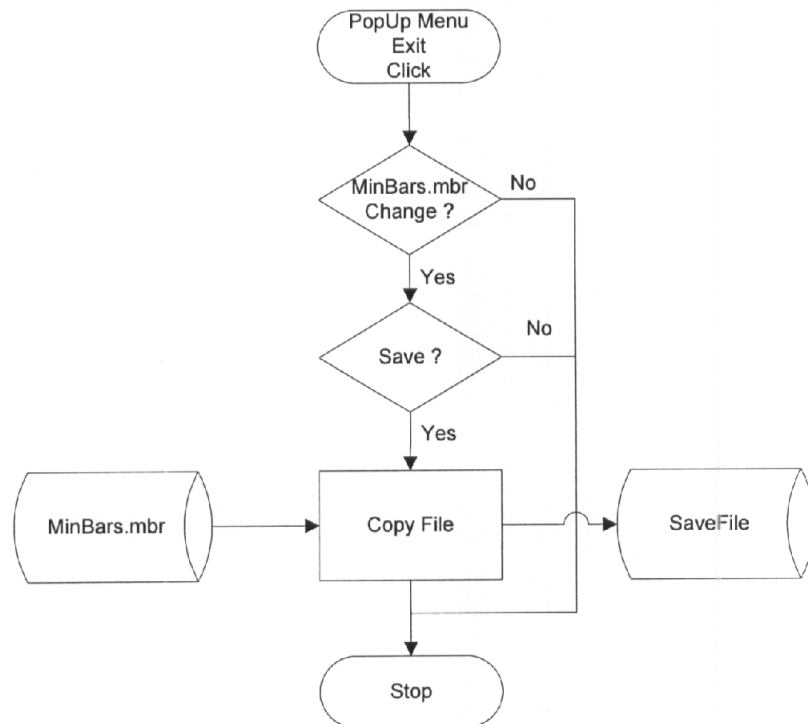 PopUp Menu
Exit
Click
MinBars.mbr
Change ?
No
Yes
Save ?
No
Yes
MinBars.mbr
Copy File
SaveFile
Stop